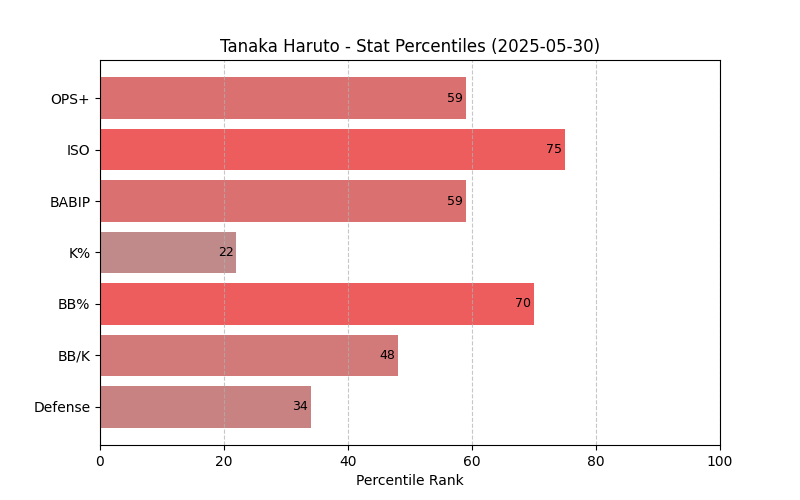 Tanaka Haruto - Stat Percentiles (2025-05-30)
OPS+ 59
ISO 75
BABIP 59
K% 22
BB% 70
BB/K 48
Defense 34
0 20 40 60 80 100
Percentile Rank